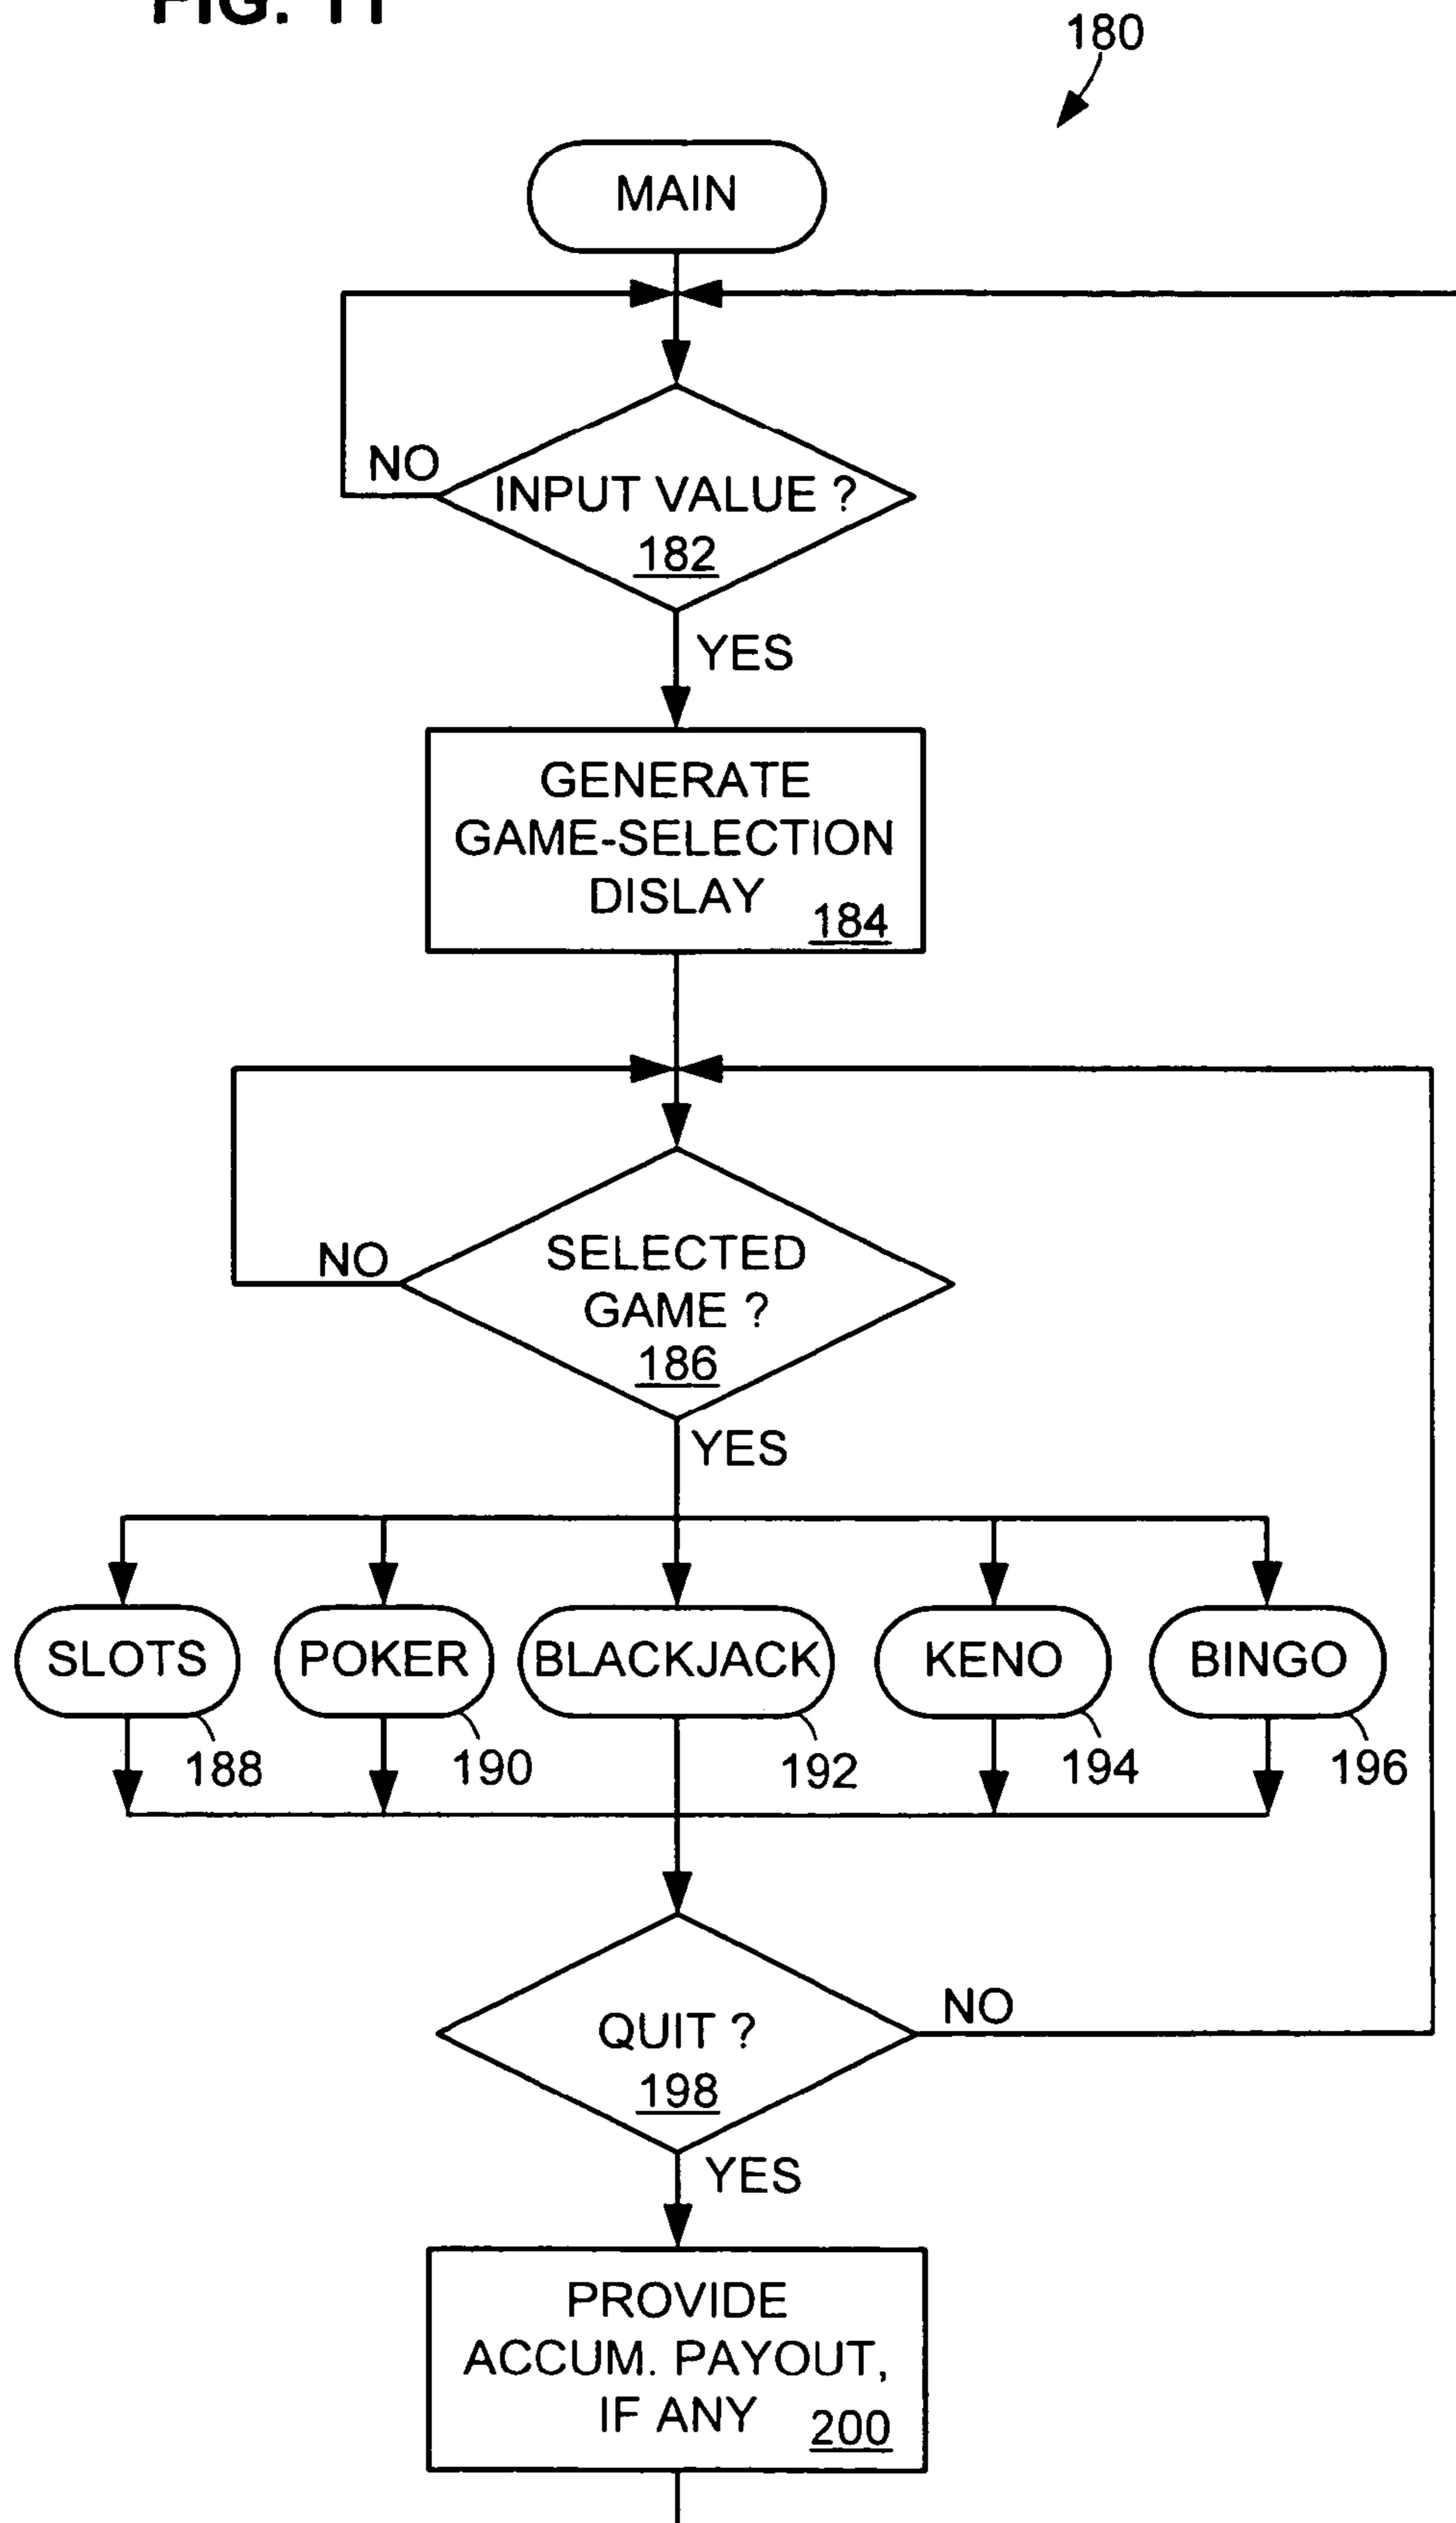 FIG. 11
180
MAIN
NO
INPUT VALUE ?
182
YES
GENERATE
GAME-SELECTION
DISLAY
184
NO
SELECTED
GAME ?
186
YES
SLOTS
POKER
BLACKJACK
KENO
BINGO
188
190
192
194
196
QUIT ?
NO
198
YES
PROVIDE
ACCUM. PAYOUT,
IF ANY
200